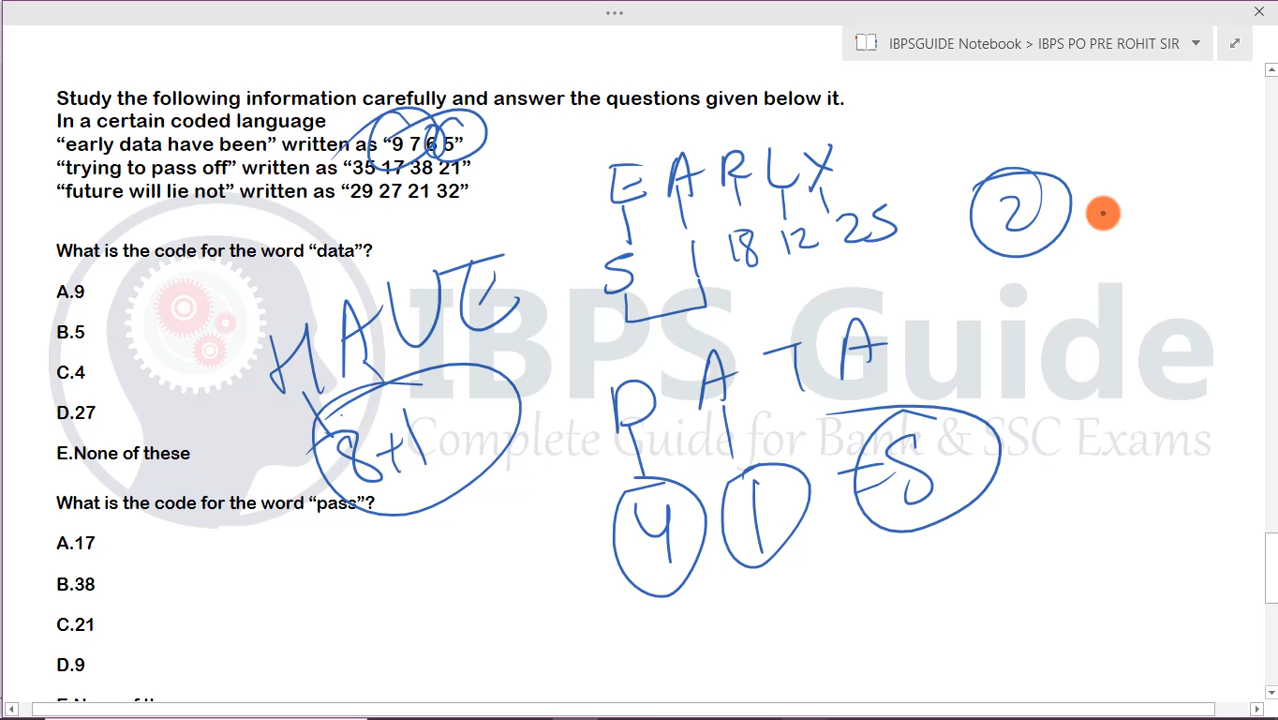 IBPSGUIDE Notebook > IBPS PO PRE ROHIT SIR
Study the following information carefully and answer the questions given below it.
In a certain coded language
“early data have been” written as “9 7 6 5”
“trying to pass off” written as “35 17 38 21”
“future will lie not” written as “29 27 21 32”
What is the code for the word “data”?
A.9
B.5
C.4
D.27
E.None of these
What is the code for the word “pass”?
A.17
B.38
C.21
D.9
E A R L Y
5 1 18 12 25
2
H A V E
8+1
D A T A
4 1 = 5
IBPS Guide
Complete Guide for Bank & SSC Exams